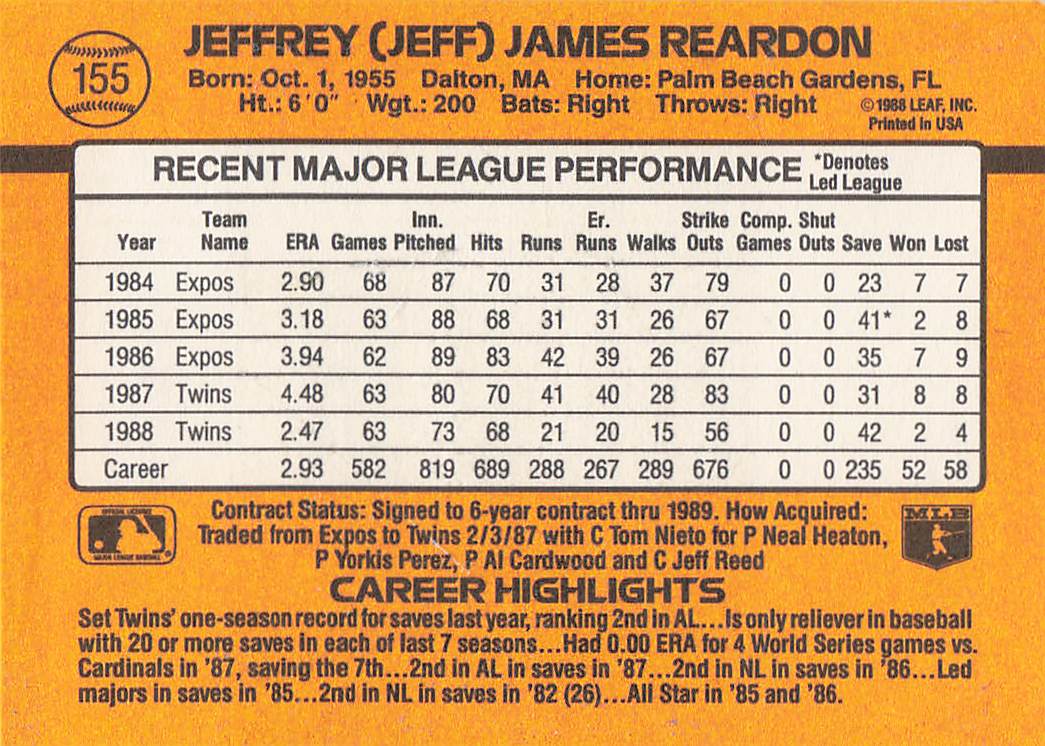 155
JEFFREY (JEFF) JAMES REARDON
Born: Oct. 1, 1955 Dalton, MA Home: Palm Beach Gardens, FL
Ht.: 6'0" Wgt.: 200 Bats: Right Throws: Right ©1988 LEAF, INC.
Printed in USA
RECENT MAJOR LEAGUE PERFORMANCE *Denotes
Led League
Team Inn. Er. Strike Comp. Shut
Year Name ERA Games Pitched Hits Runs Runs Walks Outs Games Outs Save Won Lost
1984 Expos 2.90 68 87 70 31 28 37 79 0 0 23 7 7
1985 Expos 3.18 63 88 68 31 31 26 67 0 0 41* 2 8
1986 Expos 3.94 62 89 83 42 39 26 67 0 0 35 7 9
1987 Twins 4.48 63 80 70 41 40 28 83 0 0 31 8 8
1988 Twins 2.47 63 73 68 21 20 15 56 0 0 42 2 4
Career 2.93 582 819 689 288 267 289 676 0 0 235 52 58
Contract Status: Signed to 6-year contract thru 1989. How Acquired:
Traded from Expos to Twins 2/3/87 with C Tom Nieto for P Neal Heaton,
P Yorkis Perez, P Al Cardwood and C Jeff Reed
OFFICIAL LICENSEE
MAJOR LEAGUE BASEBALL
MLB
CAREER HIGHLIGHTS
Set Twins' one-season record for saves last year, ranking 2nd in AL...Is only reliever in baseball
with 20 or more saves in each of last 7 seasons...Had 0.00 ERA for 4 World Series games vs.
Cardinals in '87, saving the 7th...2nd in AL in saves in '87...2nd in NL in saves in '86...Led
majors in saves in '85...2nd in NL in saves in '82 (26)...All Star in '85 and '86.